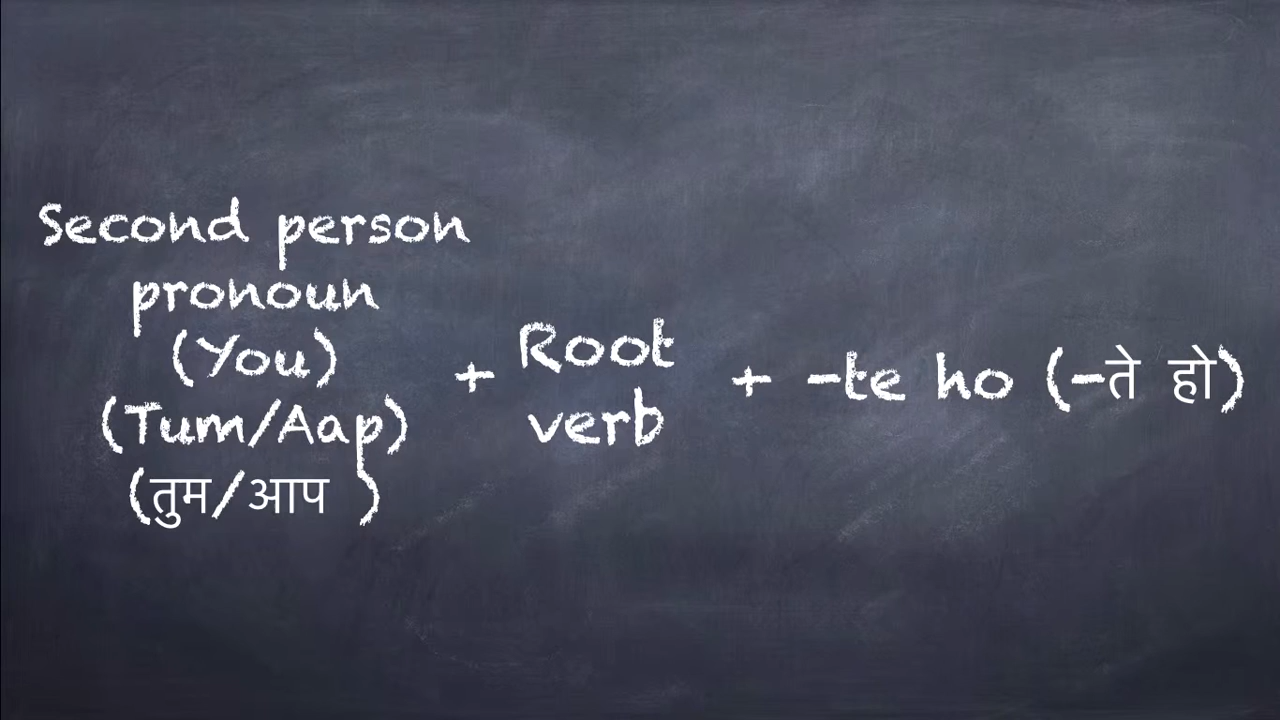 Second person
pronoun
(You)
(Tum/Aap)
(तुम/आप )
+
Root
verb
+ -te ho (-ते हो)